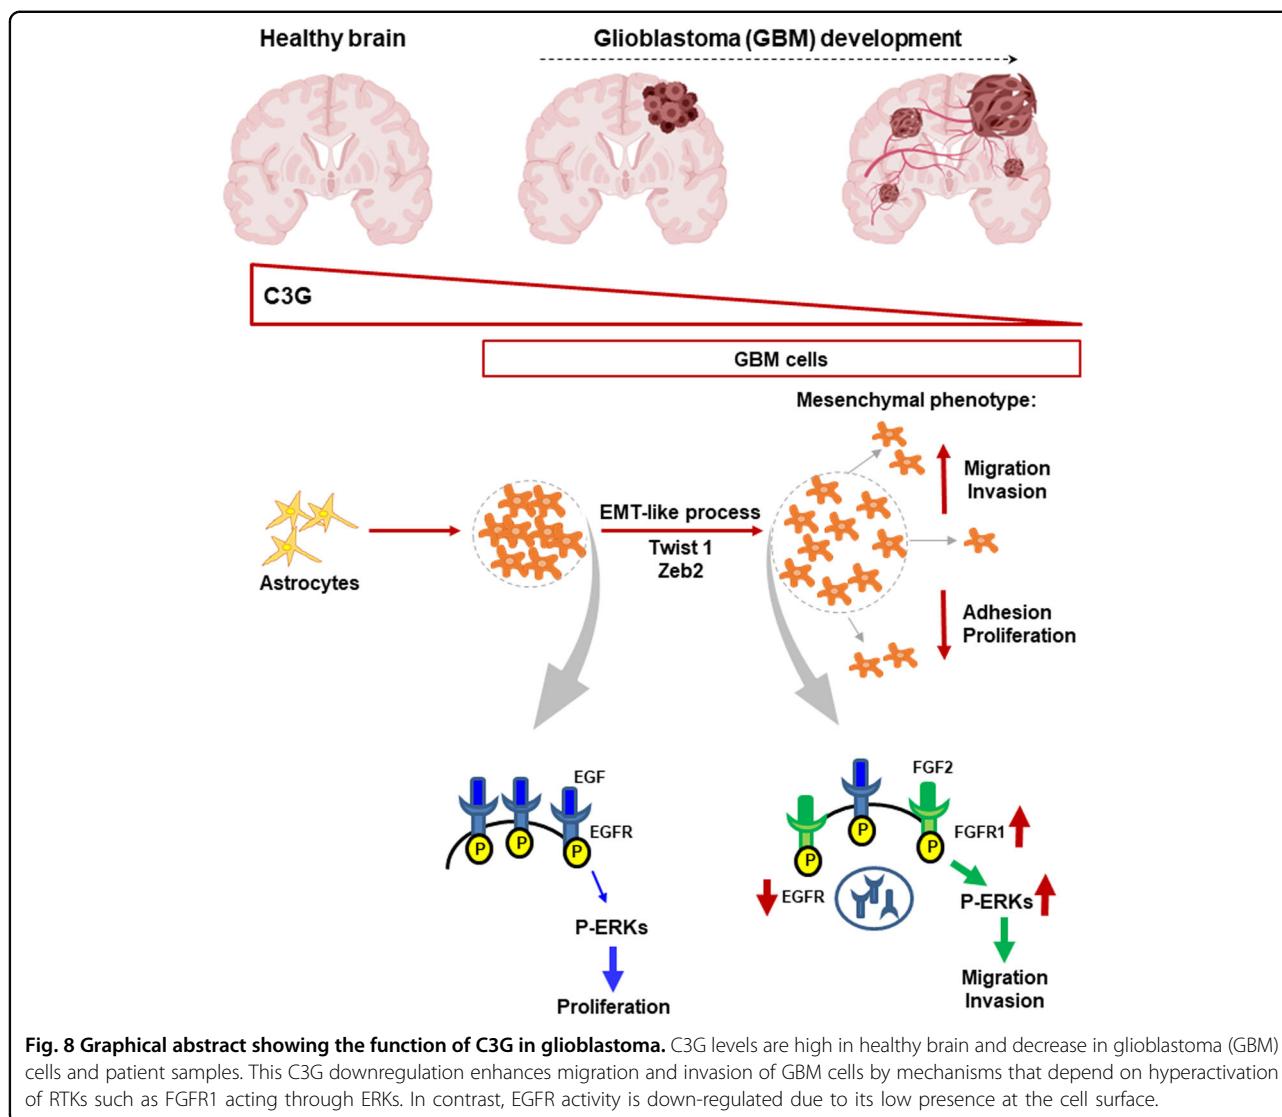 Healthy brain
Glioblastoma (GBM) development
C3G
GBM cells
Mesenchymal phenotype:
Migration
Invasion
EMT-like process
Twist 1
Zeb2
Astrocytes
Adhesion
Proliferation
EGF
EGFR
P
P
P
P-ERKs
Proliferation
FGF2
FGFR1
P
P
P
EGFR
P-ERKs
Migration
Invasion
Fig. 8 Graphical abstract showing the function of C3G in glioblastoma. C3G levels are high in healthy brain and decrease in glioblastoma (GBM)
cells and patient samples. This C3G downregulation enhances migration and invasion of GBM cells by mechanisms that depend on hyperactivation
of RTKs such as FGFR1 acting through ERKs. In contrast, EGFR activity is down-regulated due to its low presence at the cell surface.